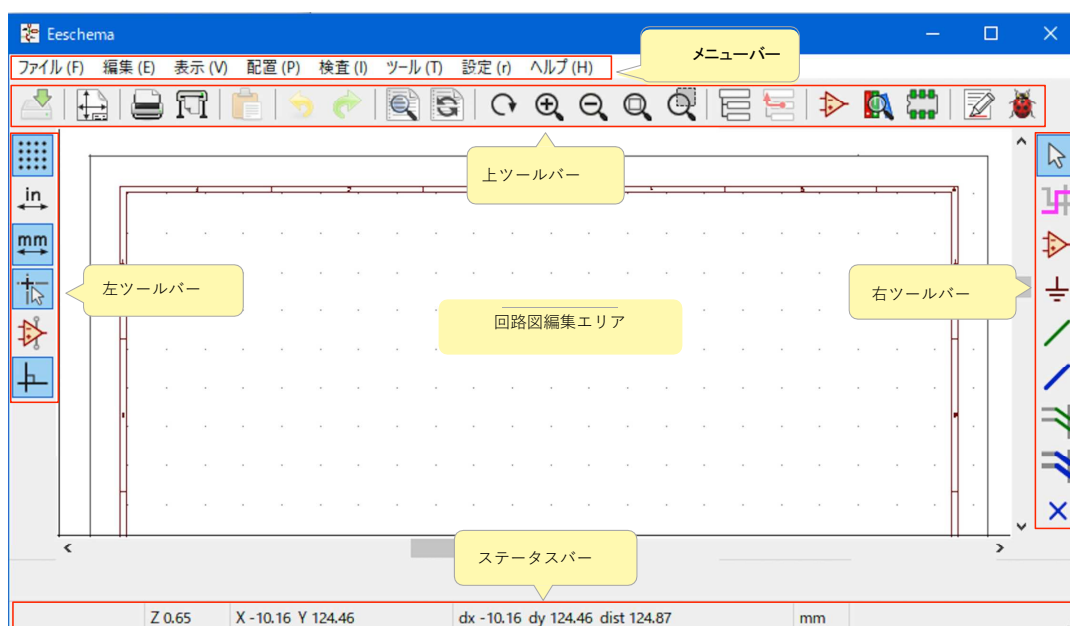 Eeschema
メニューバー
ファイル (F) 編集 (E) 表示 (V) 配置 (P) 検査 (I) ツール (T) 設定 (r) ヘルプ (H)
上ツールバー
in
mm
左ツールバー
右ツールバー
回路図編集エリア
ステータスバー
Z 0.65 X -10.16 Y 124.46 dx -10.16 dy 124.46 dist 124.87 mm